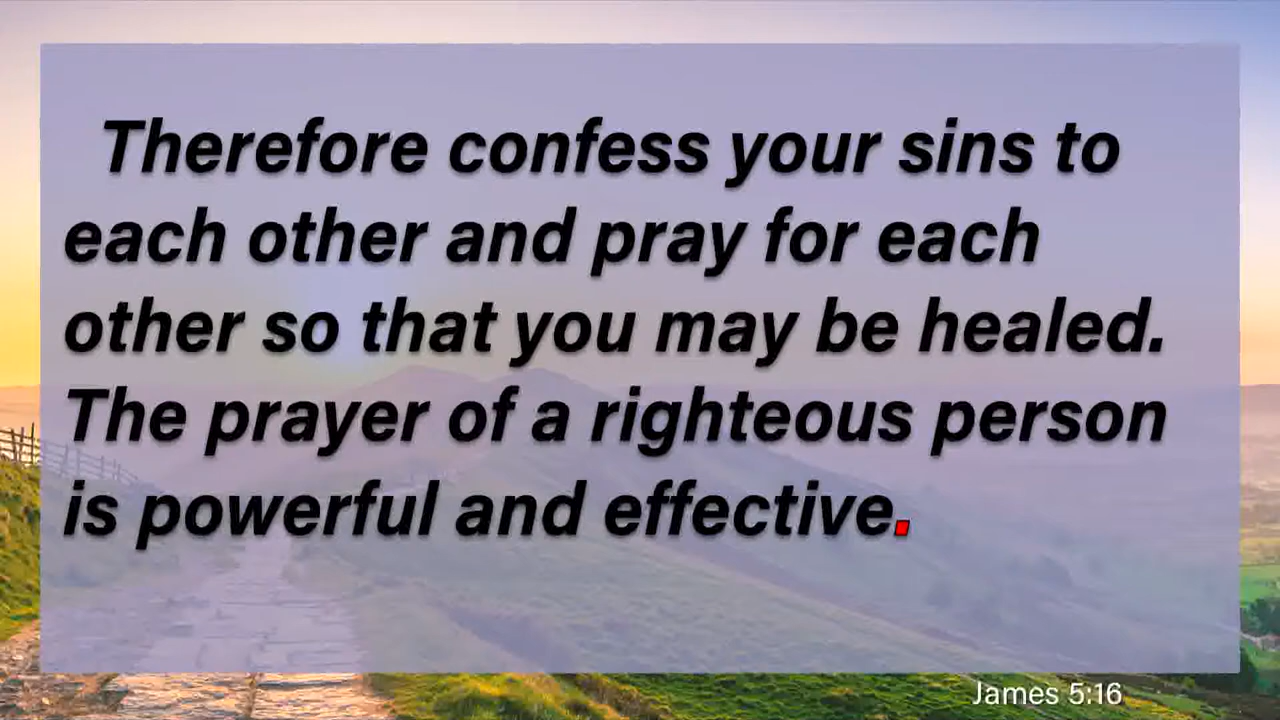 Therefore confess your sins to
each other and pray for each
other so that you may be healed.
The prayer of a righteous person
is powerful and effective.
James 5:16